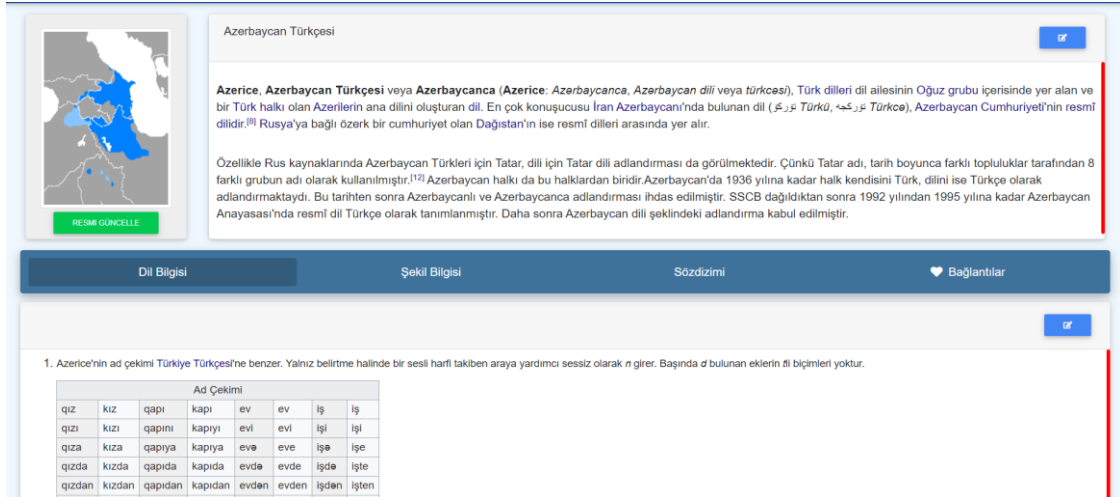 Azerbaycan Türkçesi
Azerice, Azerbaycan Türkçesi veya Azerbaycanca (Azerice: Azərbaycanca, Azərbaycan dili veya türkcəsi), Türk dilleri dil ailesinin Oğuz grubu içerisinde yer alan ve
bir Türk halkı olan Azerilerin ana dilini oluşturan dil. En çok konuşucusu İran Azerbaycanı'nda bulunan dil (تۆرکۆ Türkü, تۆرکجه Türkcə), Azerbaycan Cumhuriyeti'nin resmî
dilidir.[8] Rusya'ya bağlı özerk bir cumhuriyet olan Dağıstan'ın ise resmî dilleri arasında yer alır.
Özellikle Rus kaynaklarında Azerbaycan Türkleri için Tatar, dili için Tatar dili adlandırması da görülmektedir. Çünkü Tatar adı, tarih boyunca farklı topluluklar tarafından 8
farklı grubun adı olarak kullanılmıştır.[12] Azerbaycan halkı da bu halklardan biridir.Azerbaycan'da 1936 yılına kadar halk kendisini Türk, dilini ise Türkçe olarak
adlandırmaktaydı. Bu tarihten sonra Azerbaycanlı ve Azerbaycanca adlandırması ihdas edilmiştir. SSCB dağıldıktan sonra 1992 yılından 1995 yılına kadar Azerbaycan
Anayasası'nda resmî dil Türkçe olarak tanımlanmıştır. Daha sonra Azerbaycan dili şeklindeki adlandırma kabul edilmiştir.
RESMI GÜNCELLE
Dil Bilgisi Şekil Bilgisi Sözdizimi Bağlantılar
1. Azerice'nin ad çekimi Türkiye Türkçesi'ne benzer. Yalnız belirtme halinde bir sesli harfi takiben araya yardımcı sessiz olarak n girer. Başında d bulunan eklerin t'li biçimleri yoktur.
Ad Çekimi
qız kız qapı kapı ev ev iş iş
qızı kızı qapını kapıyı evi evi işi işi
qıza kıza qapıya kapıya evə eve işə işe
qızda kızda qapıda kapıda evdə evde işdə işte
qızdan kızdan qapıdan kapıdan evdən evden işdən işten